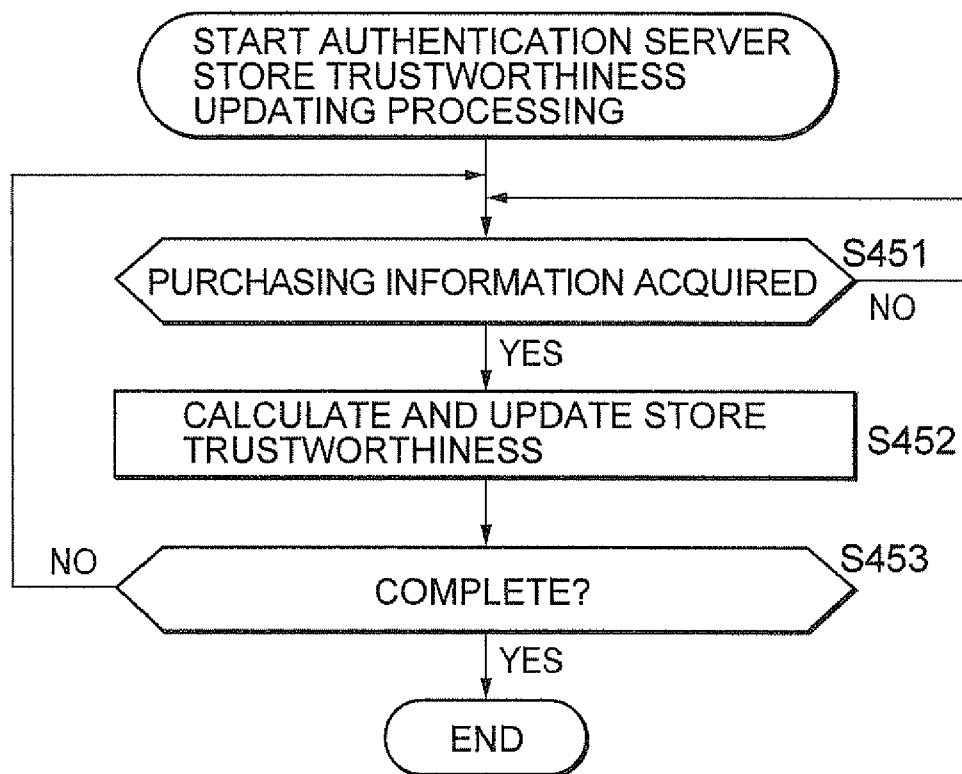 START AUTHENTICATION SERVER
STORE TRUSTWORTHINESS
UPDATING PROCESSING
S451
PURCHASING INFORMATION ACQUIRED
NO
YES
CALCULATE AND UPDATE STORE
TRUSTWORTHINESS
S452
NO
S453
COMPLETE?
YES
END